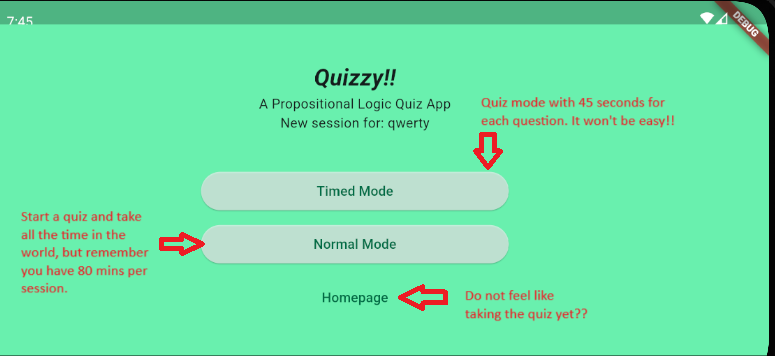 7:45
DEBUG
Quizzy!!
A Propositional Logic Quiz App
New session for: qwerty
Quiz mode with 45 seconds for
each question. It won't be easy!!
Timed Mode
Start a quiz and take
all the time in the
world, but remember
you have 80 mins per
session.
Normal Mode
Homepage
Do not feel like
taking the quiz yet??